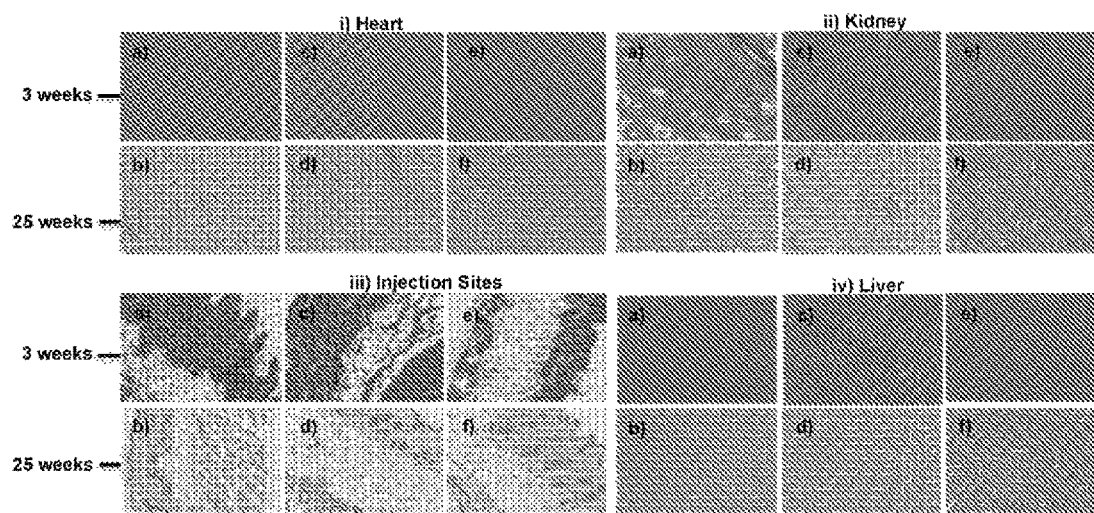 i) Heart
ii) Kidney
a) c) e) a) c) e)
3 weeks
b) d) f) b) d) f)
25 weeks
iii) Injection Sites
iv) Liver
a) c) e) a) c) e)
3 weeks
b) d) f) b) d) f)
25 weeks